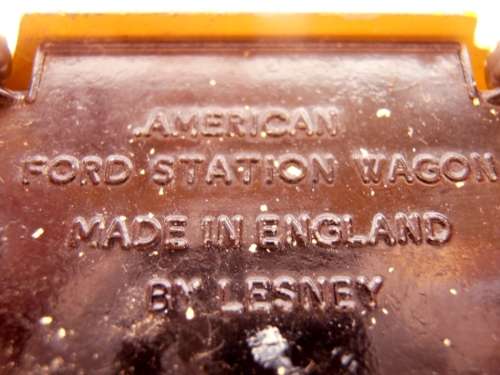 AMERICAN
FORD STATION WAGON
MADE IN ENGLAND
BY LESNEY